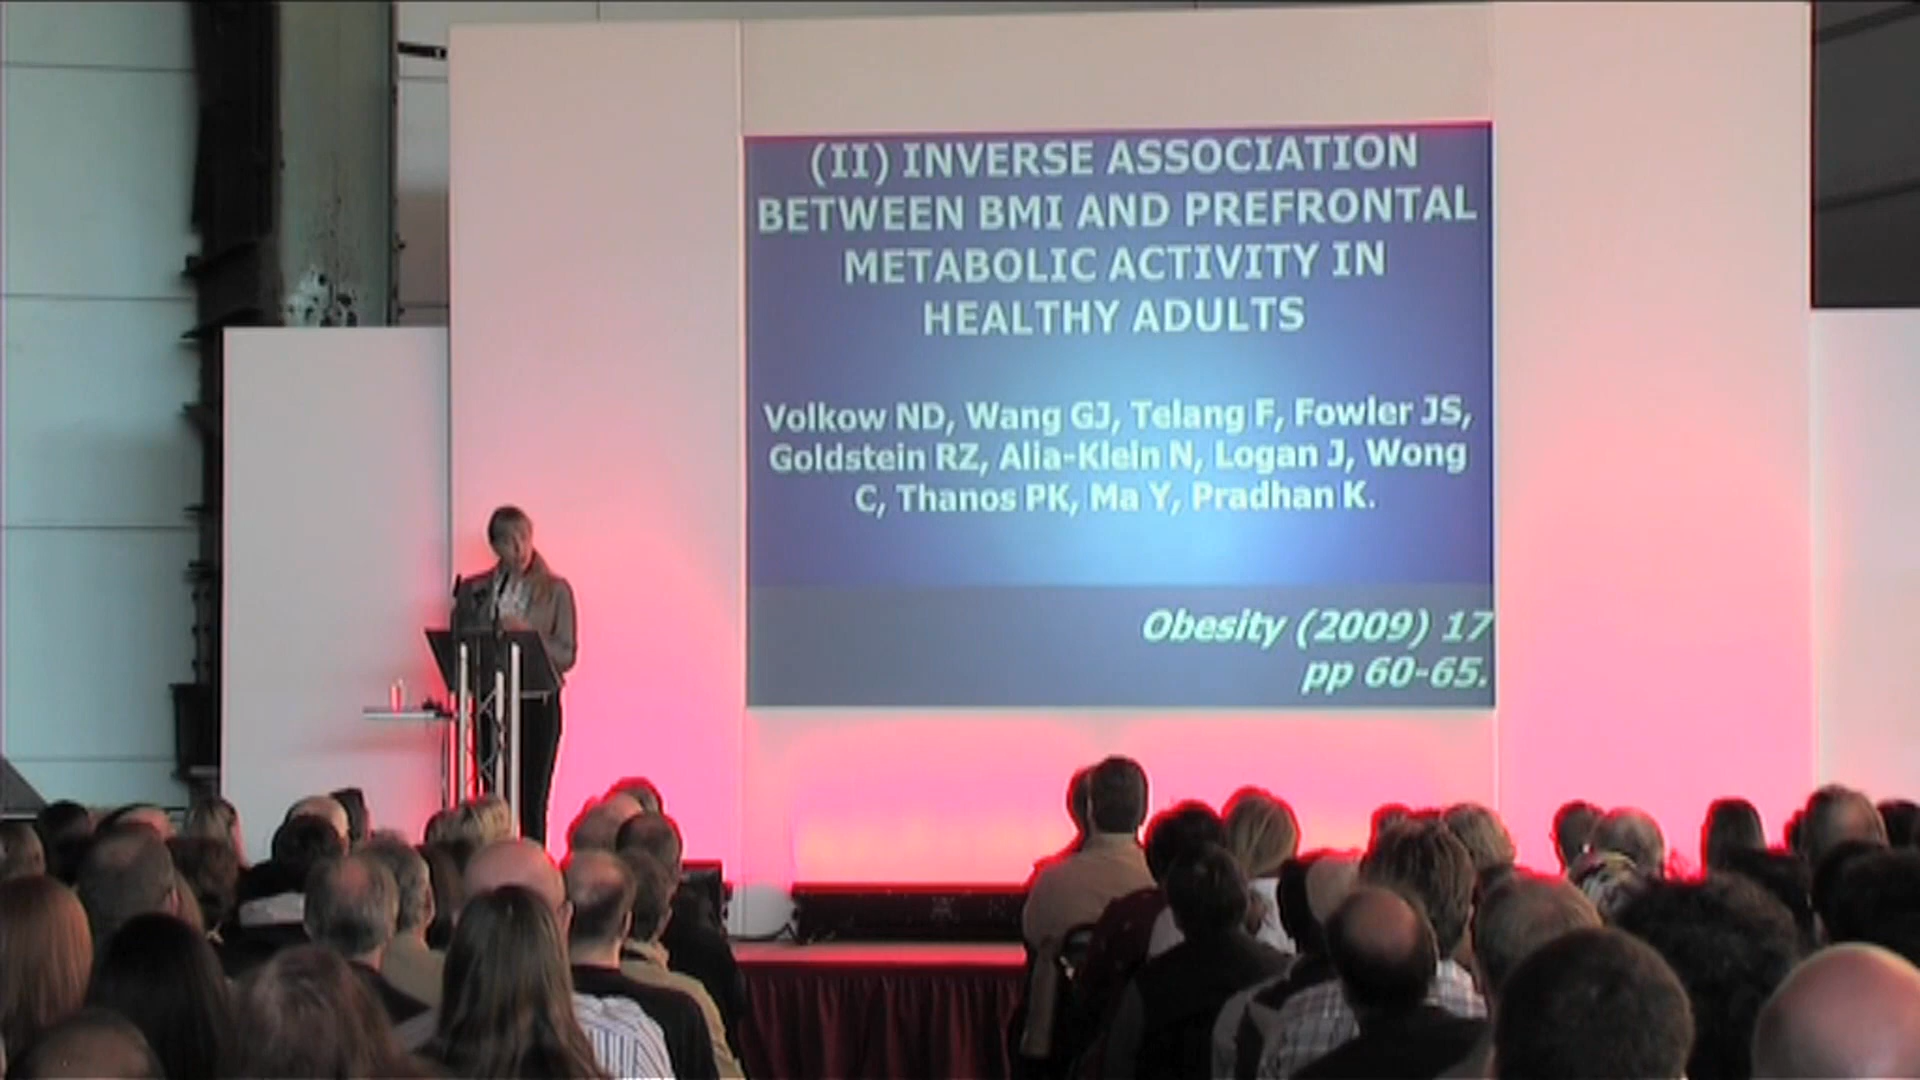 (II) INVERSE ASSOCIATION
BETWEEN BMI AND PREFRONTAL
METABOLIC ACTIVITY IN
HEALTHY ADULTS
Volkow ND, Wang GJ, Telang F, Fowler JS,
Goldstein RZ, Alia-Klein N, Logan J, Wong
C, Thanos PK, Ma Y, Pradhan K.
Obesity (2009) 17
pp 60-65.